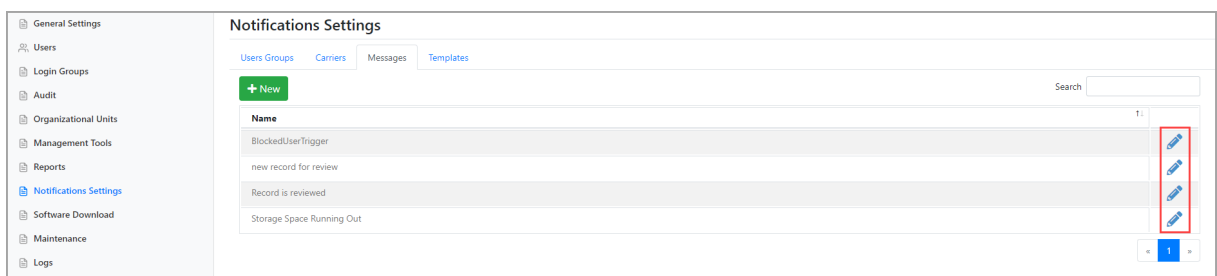 General Settings
Users
Login Groups
Audit
Organizational Units
Management Tools
Reports
Notifications Settings
Software Download
Maintenance
Logs
Notifications Settings
Users Groups Carriers Messages Templates
+ New Search
Name
BlockedUserTrigger
new record for review
Record is reviewed
Storage Space Running Out
« 1 »